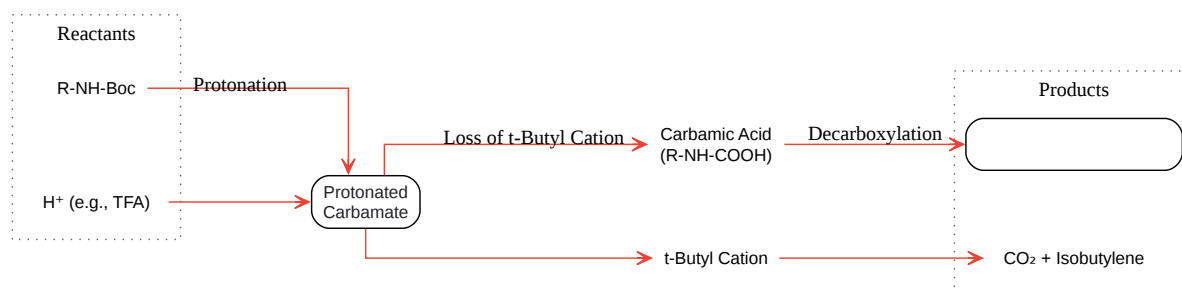 Reactants
R-NH-Boc
Protonation
Products
Loss of t-Butyl Cation
Carbamic Acid
(R-NH-COOH)
Decarboxylation
H⁺ (e.g., TFA)
Protonated
Carbamate
t-Butyl Cation
CO₂ + Isobutylene